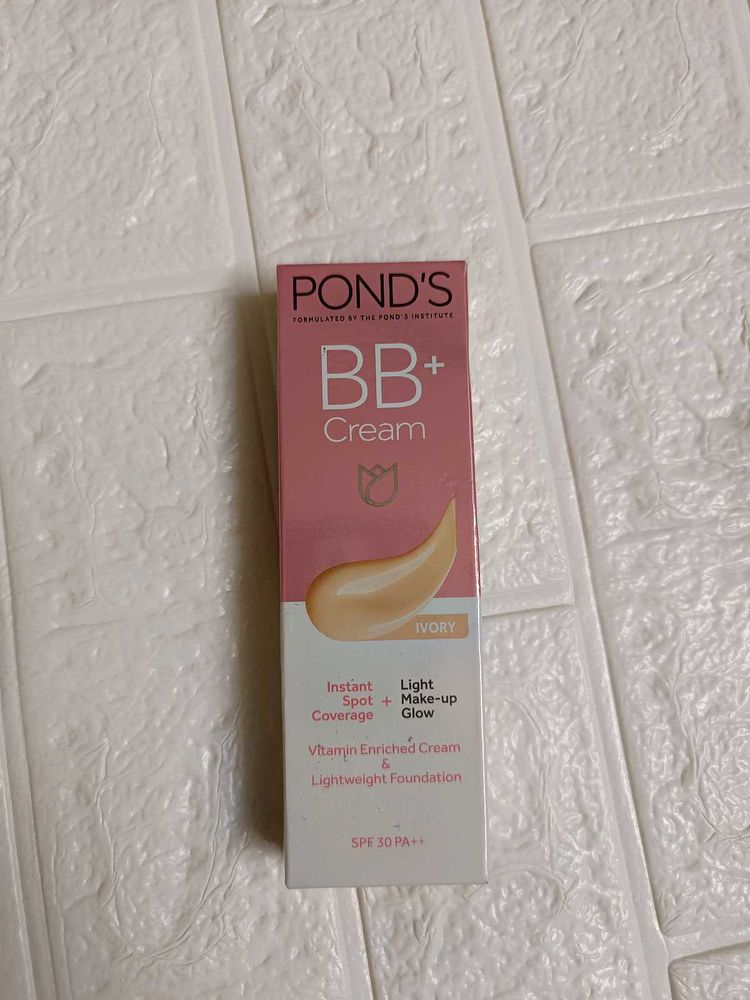 POND'S
FORMULATED BY THE POND'S INSTITUTE
BB+
Cream
IVORY
Instant
Spot
Coverage
+
Light
Make-up
Glow
Vitamin Enriched Cream
&
Lightweight Foundation
SPF 30 PA++